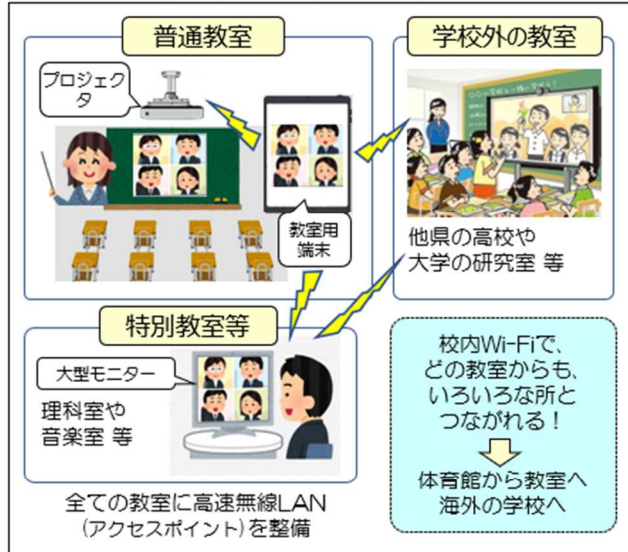 普通教室
プロジェク
タ
教室用
端末
学校外の教室
他県の高校や
大学の研究室 等
特別教室等
大型モニター
理科室や
音楽室 等
全ての教室に高速無線LAN
(アクセスポイント)を整備
校内Wi-Fiで、
どの教室からも、
いろいろな所と
つながれる！
体育館から教室へ
海外の学校へ